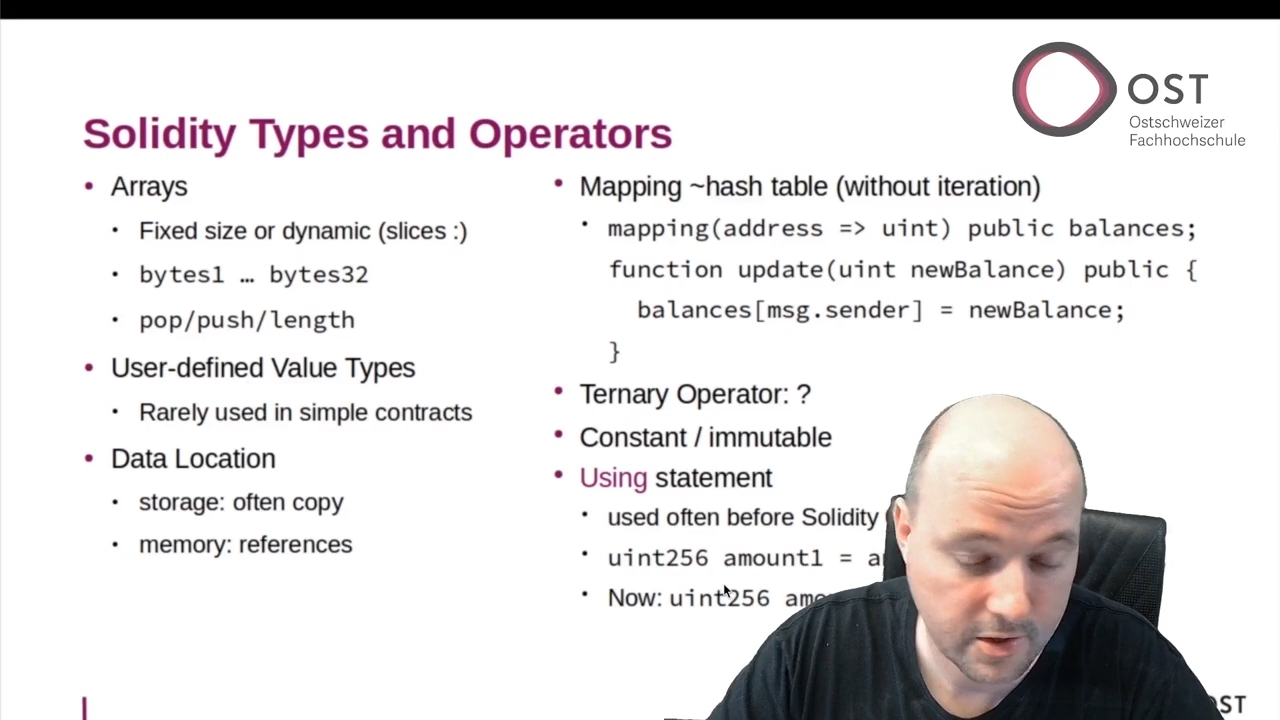 OST
Ostschweizer
Fachhochschule
Solidity Types and Operators
• Arrays
• Fixed size or dynamic (slices :)
• bytes1 … bytes32
• pop/push/length
• User-defined Value Types
• Rarely used in simple contracts
• Data Location
• storage: often copy
• memory: references
• Mapping ~hash table (without iteration)
• mapping(address => uint) public balances;
function update(uint newBalance) public {
balances[msg.sender] = newBalance;
}
• Ternary Operator: ?
• Constant / immutable
• Using statement
• used often before Solidity
• uint256 amount1 =
• Now: uint256